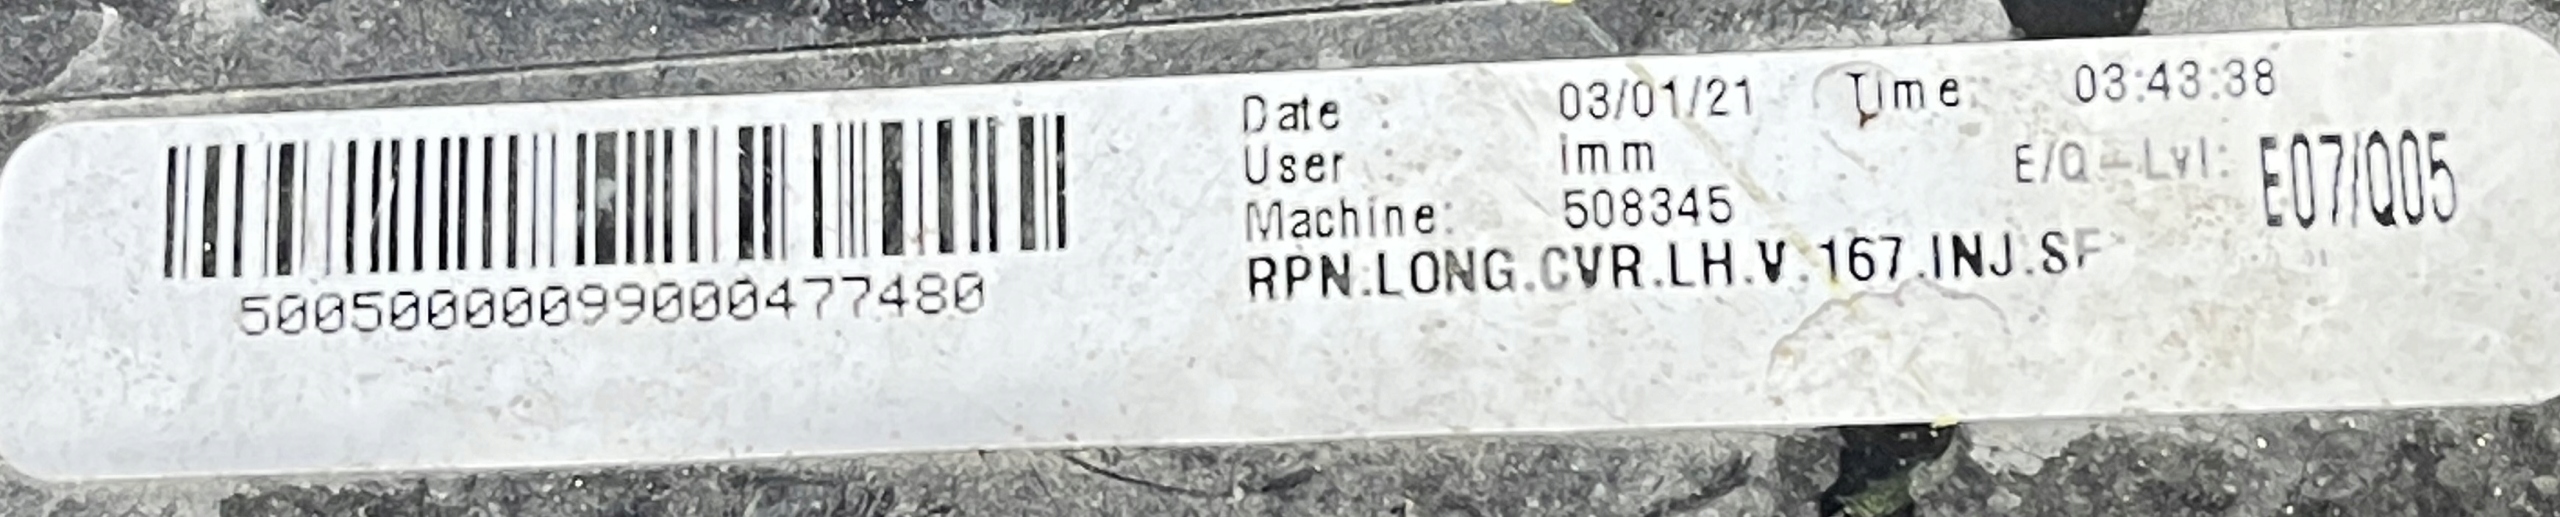 Date : 03/01/21 Time: 03:43:38
User imm E/Q-Lvl: E07/Q05
Machine: 508345
RPN.LONG.CVR.LH.V.167.INJ.SF
50050000099000477480